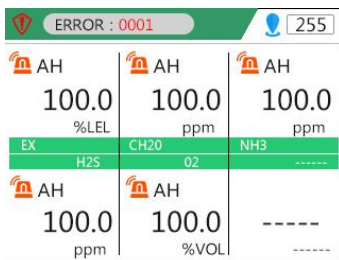 ERROR : 0001 255
AH AH AH
100.0 100.0 100.0
%LEL ppm ppm
EX CH20 NH3
H2S 02 ------
AH AH
100.0 100.0 -----
ppm %VOL ------